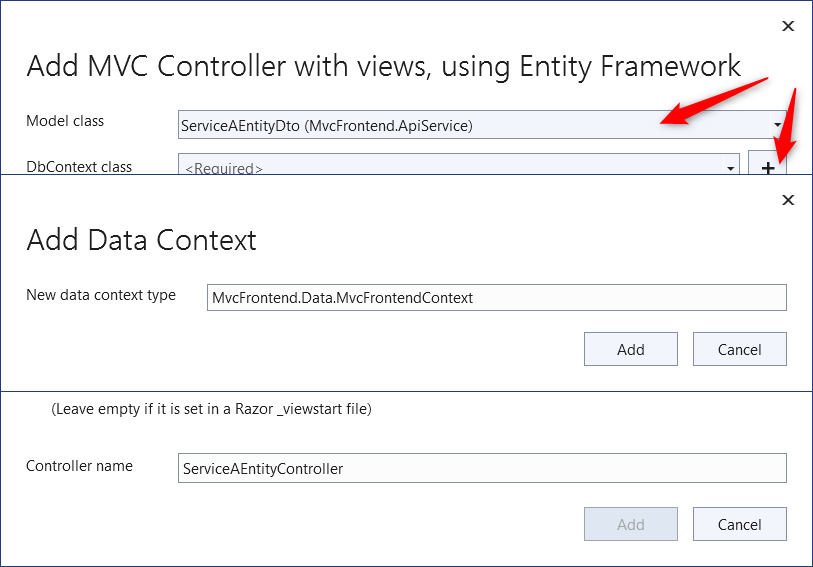 Add MVC Controller with views, using Entity Framework
Model class
ServiceAEntityDto (MvcFrontend.ApiService)
DbContext class
<Required>
Add Data Context
New data context type
MvcFrontend.Data.MvcFrontendContext
Add
Cancel
(Leave empty if it is set in a Razor _viewstart file)
Controller name
ServiceAEntityController
Add
Cancel